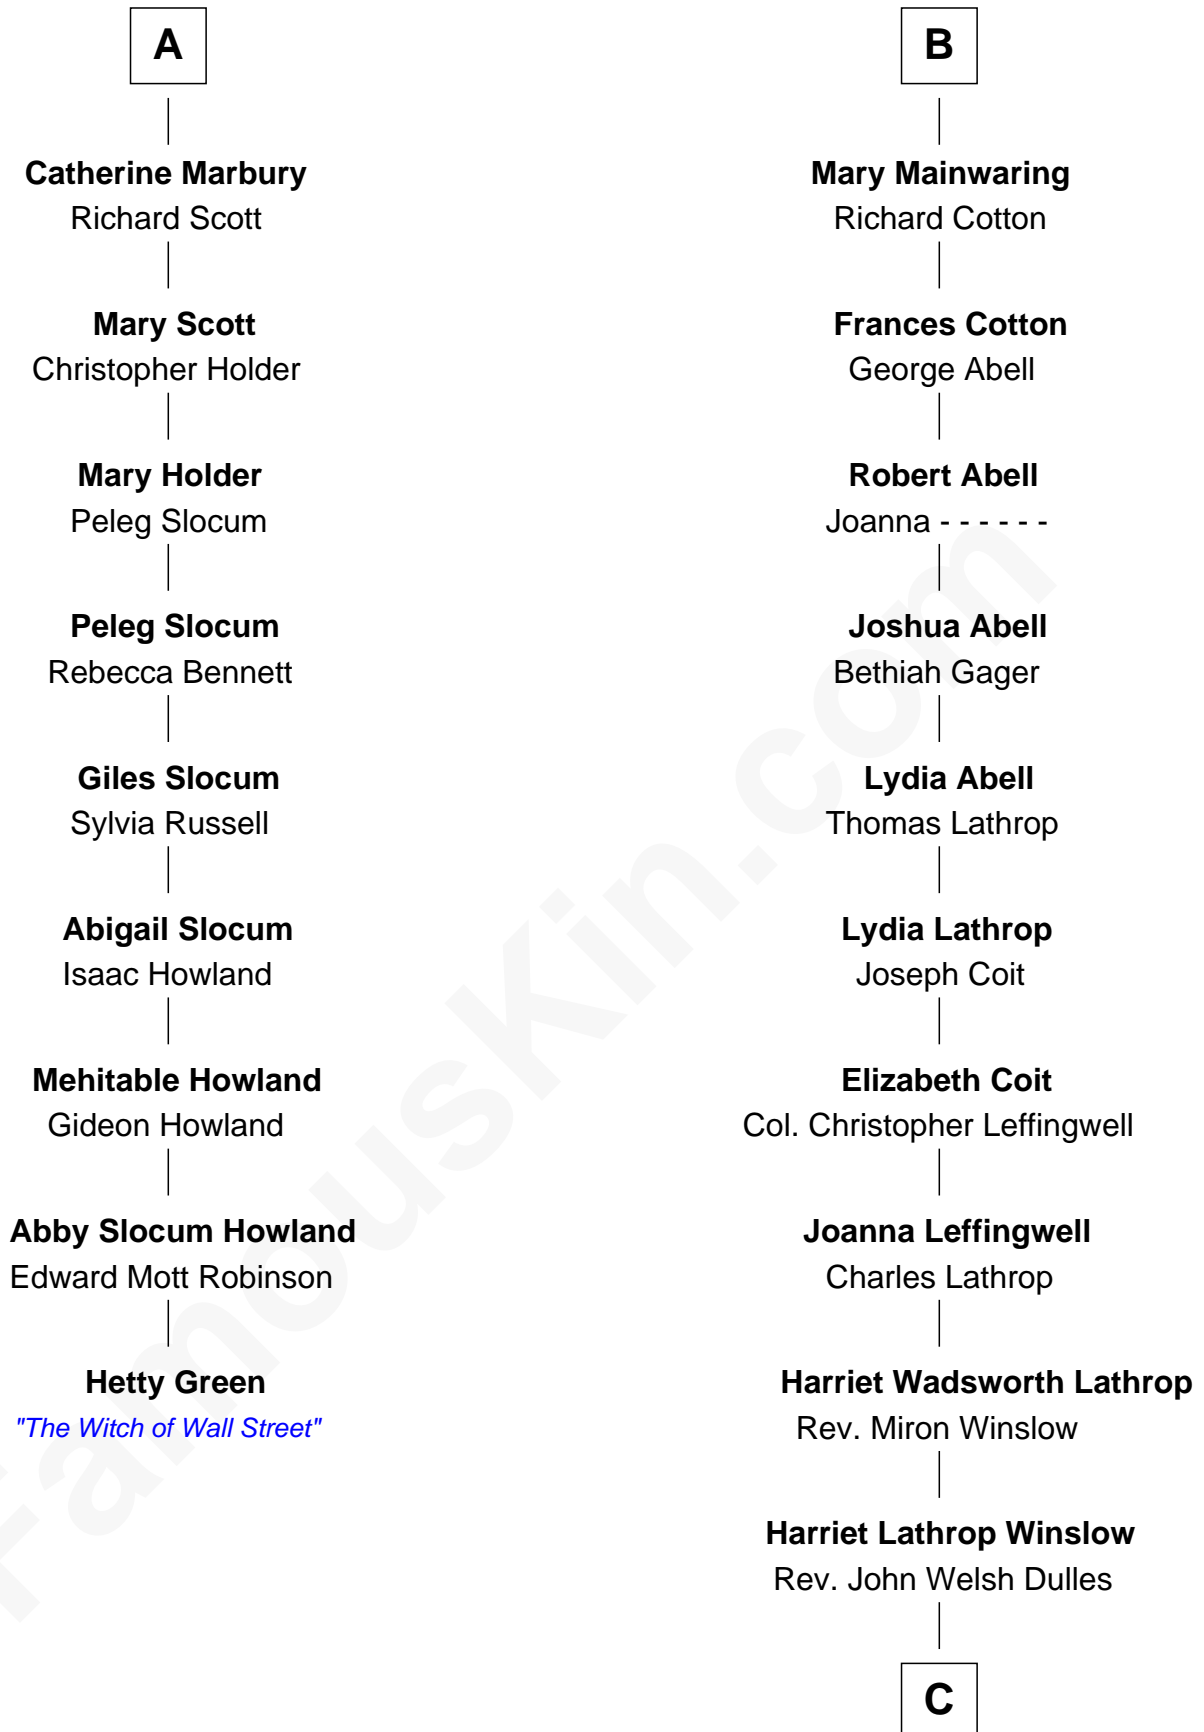 A
Catherine Marbury
Richard Scott
Mary Scott
Christopher Holder
Mary Holder
Peleg Slocum
Peleg Slocum
Rebecca Bennett
Giles Slocum
Sylvia Russell
Abigail Slocum
Isaac Howland
Mehitable Howland
Gideon Howland
Abby Slocum Howland
Edward Mott Robinson
Hetty Green
"The Witch of Wall Street"
B
Mary Mainwaring
Richard Cotton
Frances Cotton
George Abell
Robert Abell
Joanna - - - - - -
Joshua Abell
Bethiah Gager
Lydia Abell
Thomas Lathrop
Lydia Lathrop
Joseph Coit
Elizabeth Coit
Col. Christopher Leffingwell
Joanna Leffingwell
Charles Lathrop
Harriet Wadsworth Lathrop
Rev. Miron Winslow
Harriet Lathrop Winslow
Rev. John Welsh Dulles
C
FamousKin.com